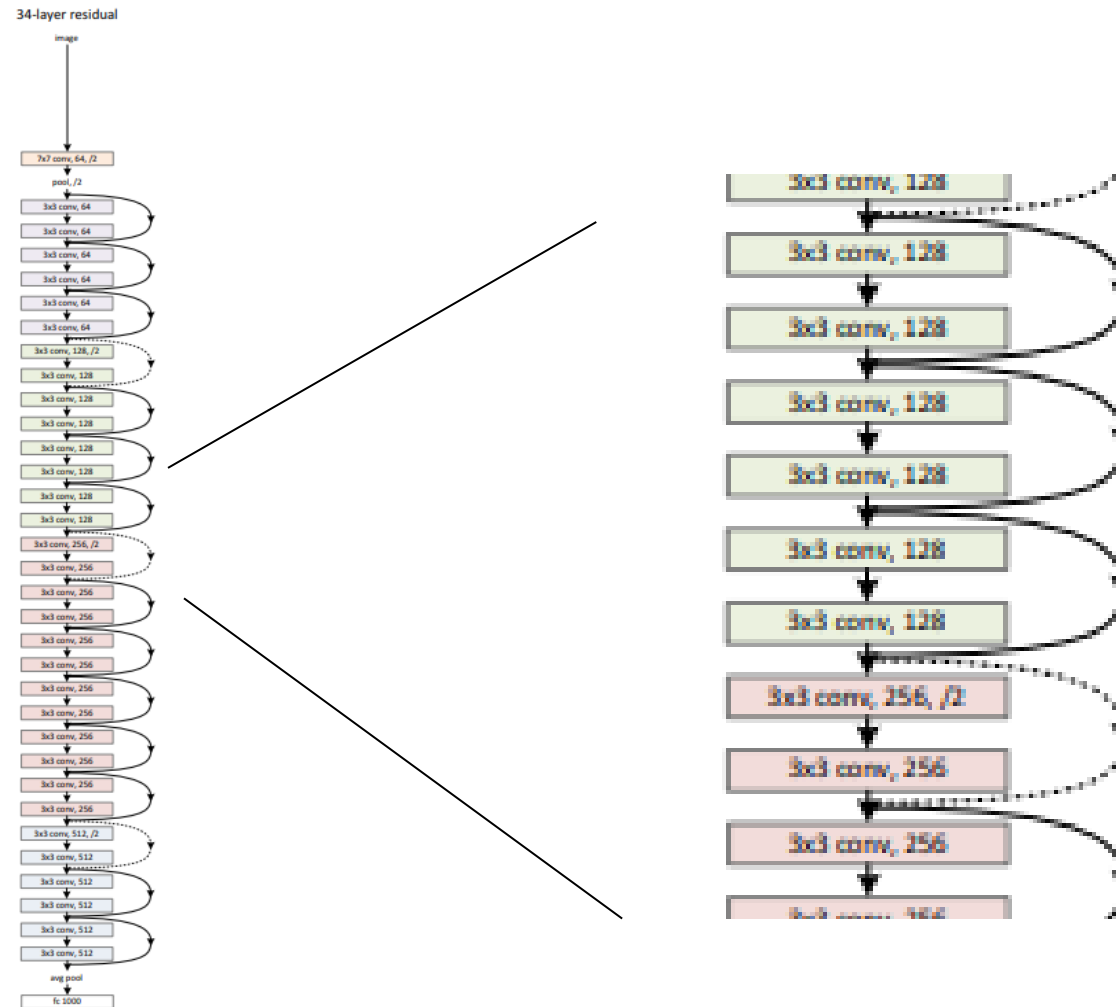 34-layer residual
image
7x7 conv, 64, /2
pool, /2
3x3 conv, 64
3x3 conv, 64
3x3 conv, 64
3x3 conv, 64
3x3 conv, 64
3x3 conv, 64
3x3 conv, 128, /2
3x3 conv, 128
3x3 conv, 128
3x3 conv, 128
3x3 conv, 128
3x3 conv, 128
3x3 conv, 128
3x3 conv, 128
3x3 conv, 256, /2
3x3 conv, 256
3x3 conv, 256
3x3 conv, 256
3x3 conv, 256
3x3 conv, 256
3x3 conv, 256
3x3 conv, 256
3x3 conv, 256
3x3 conv, 256
3x3 conv, 256
3x3 conv, 256
3x3 conv, 512, /2
3x3 conv, 512
3x3 conv, 512
3x3 conv, 512
3x3 conv, 512
3x3 conv, 512
avg pool
fc 1000
3x3 conv, 128
3x3 conv, 128
3x3 conv, 128
3x3 conv, 128
3x3 conv, 128
3x3 conv, 128
3x3 conv, 128
3x3 conv, 256, /2
3x3 conv, 256
3x3 conv, 256
3x3 conv, 256